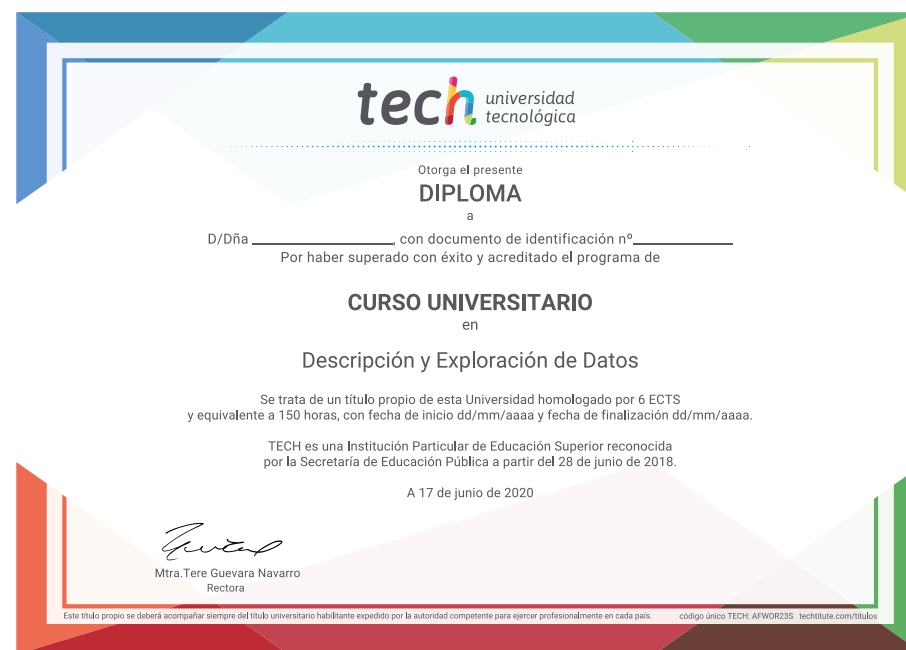 tech universidad
tecnológica
Otorga el presente
DIPLOMA
a
D/Dña ____________________, con documento de identificación nº______________
Por haber superado con éxito y acreditado el programa de
CURSO UNIVERSITARIO
en
Descripción y Exploración de Datos
Se trata de un título propio de esta Universidad homologado por 6 ECTS
y equivalente a 150 horas, con fecha de inicio dd/mm/aaaa y fecha de finalización dd/mm/aaaa.
TECH es una Institución Particular de Educación Superior reconocida
por la Secretaría de Educación Pública a partir del 28 de junio de 2018.
A 17 de junio de 2020
Mtra.Tere Guevara Navarro
Rectora
Este título propio se deberá acompañar siempre del título universitario habilitante expedido por la autoridad competente para ejercer profesionalmente en cada país. código único TECH: AFWOR23S techtitute.com/titulos